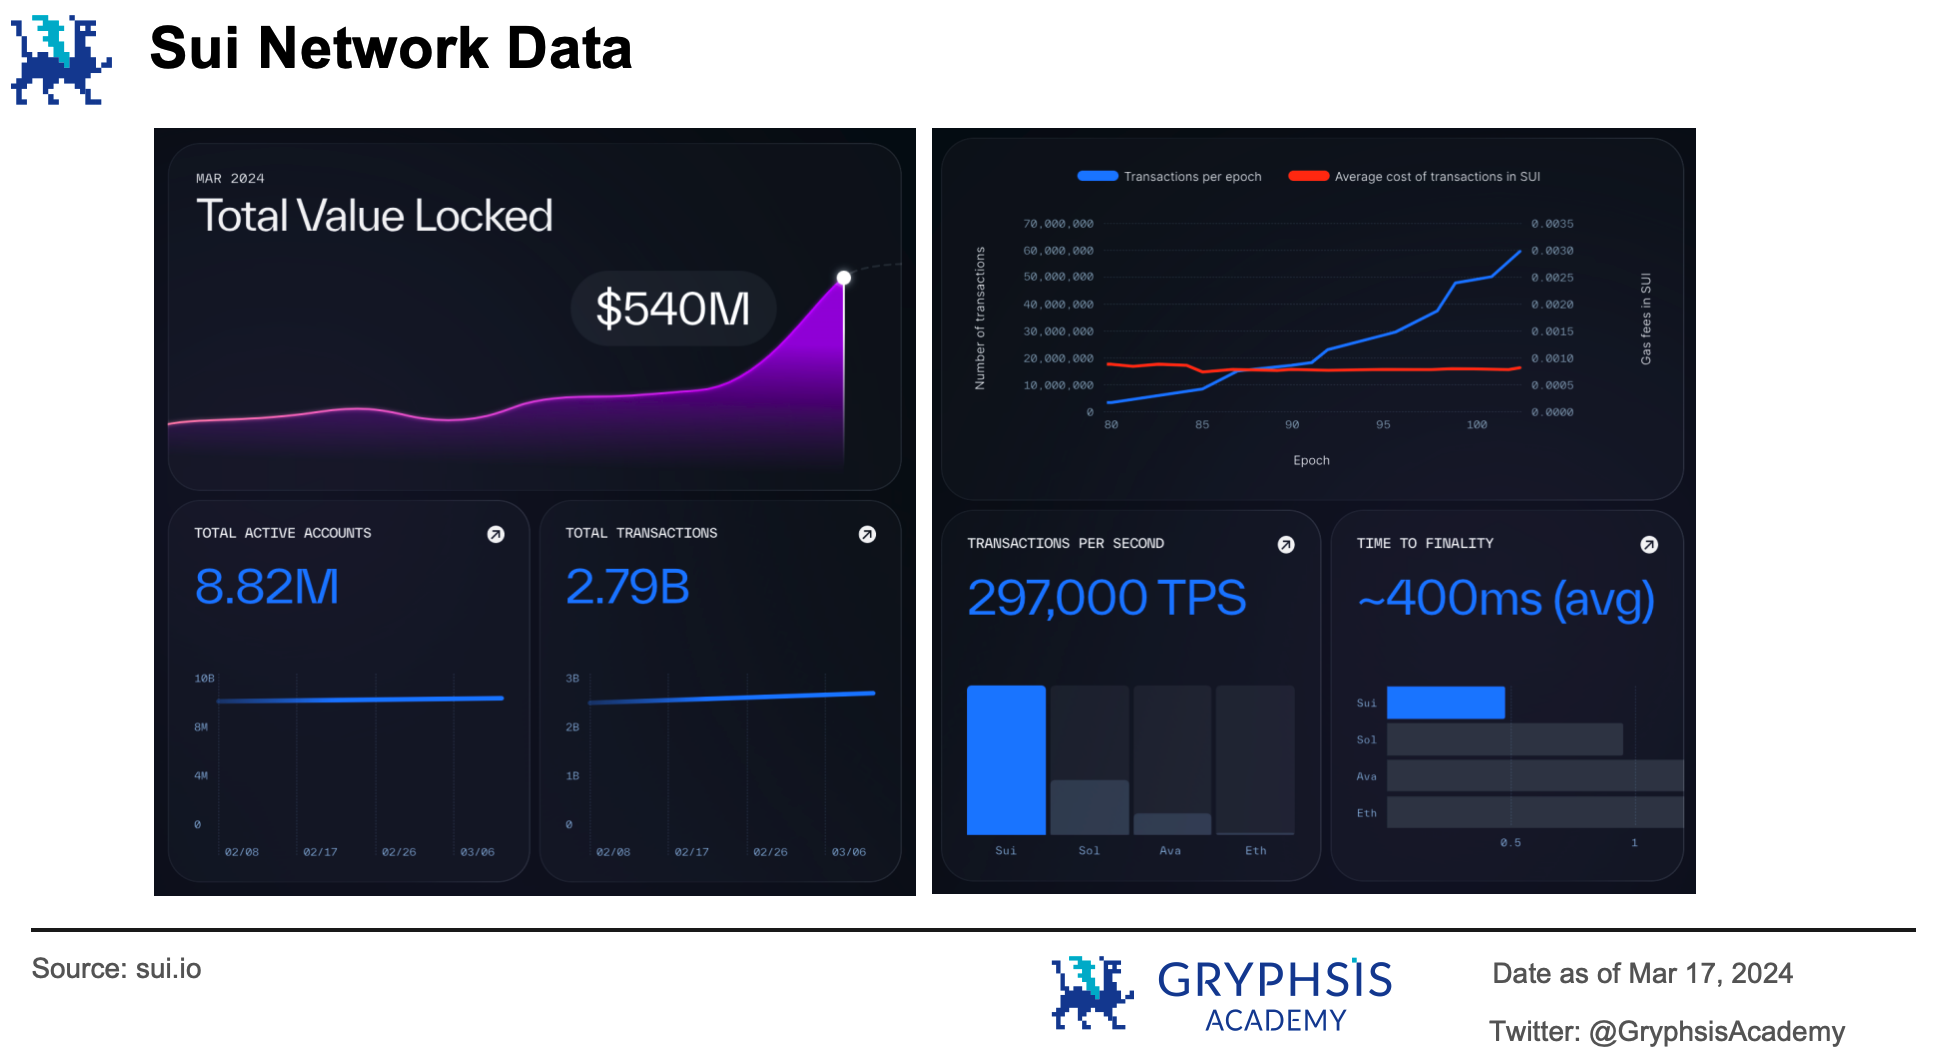 Sui Network Data
MAR 2024
Total Value Locked
$540M
TOTAL ACTIVE ACCOUNTS
8.82M
10B
8M
4M
0
02/08 02/17 02/26 03/06
TOTAL TRANSACTIONS
2.79B
3B
2B
1B
0
02/08 02/17 02/26 03/06
Transactions per epoch Average cost of transactions in SUI
Number of transactions
70,000,000 0.0035
60,000,000 0.0030
50,000,000 0.0025
40,000,000 0.0020
30,000,000 0.0015
20,000,000 0.0010
10,000,000 0.0005
0 0.0000
Gas fees in SUI
80 85 90 95 100
Epoch
TRANSACTIONS PER SECOND
297,000 TPS
Sui Sol Ava Eth
TIME TO FINALITY
~400ms (avg)
Sui
Sol
Ava
Eth
0.5 1
Source: sui.io
GRYPHSIS
ACADEMY
Date as of Mar 17, 2024
Twitter: @GryphsisAcademy